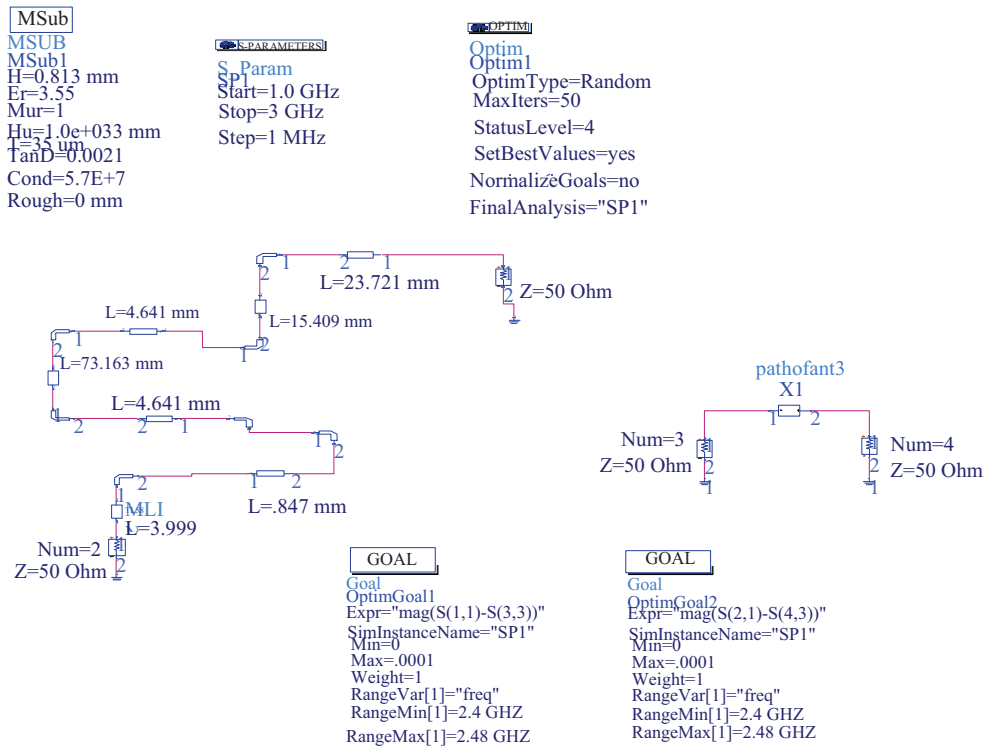 MSub
MSUB
MSub1
H=0.813 mm
Er=3.55
Mur=1
Hu=1.0e+033 mm
T=35 um
TanD=0.0021
Cond=5.7E+7
Rough=0 mm
S-PARAMETERS
S_Param
SP1
Start=1.0 GHz
Stop=3 GHz
Step=1 MHz
OPTIM
Optim
Optim1
OptimType=Random
MaxIters=50
StatusLevel=4
SetBestValues=yes
NormalizeGoals=no
FinalAnalysis="SP1"
2 1 2 1
L=23.721 mm
1
2 Z=50 Ohm
L=15.409 mm
L=4.641 mm
1 2
2
L=73.163 mm
L=4.641 mm
1 2 2 1
1 2
L=.847 mm
2 1 2
1
MLI
L=3.999
Num=2
Z=50 Ohm
1
2
pathofant3
X1
1 2
Num=3
Z=50 Ohm
2
1
Num=4
Z=50 Ohm
2
1
GOAL
Goal
OptimGoal1
Expr="mag(S(1,1)-S(3,3))"
SimInstanceName="SP1"
Min=0
Max=.0001
Weight=1
RangeVar[1]="freq"
RangeMin[1]=2.4 GHZ
RangeMax[1]=2.48 GHZ
GOAL
Goal
OptimGoal2
Expr="mag(S(2,1)-S(4,3))"
SimInstanceName="SP1"
Min=0
Max=.0001
Weight=1
RangeVar[1]="freq"
RangeMin[1]=2.4 GHZ
RangeMax[1]=2.48 GHZ